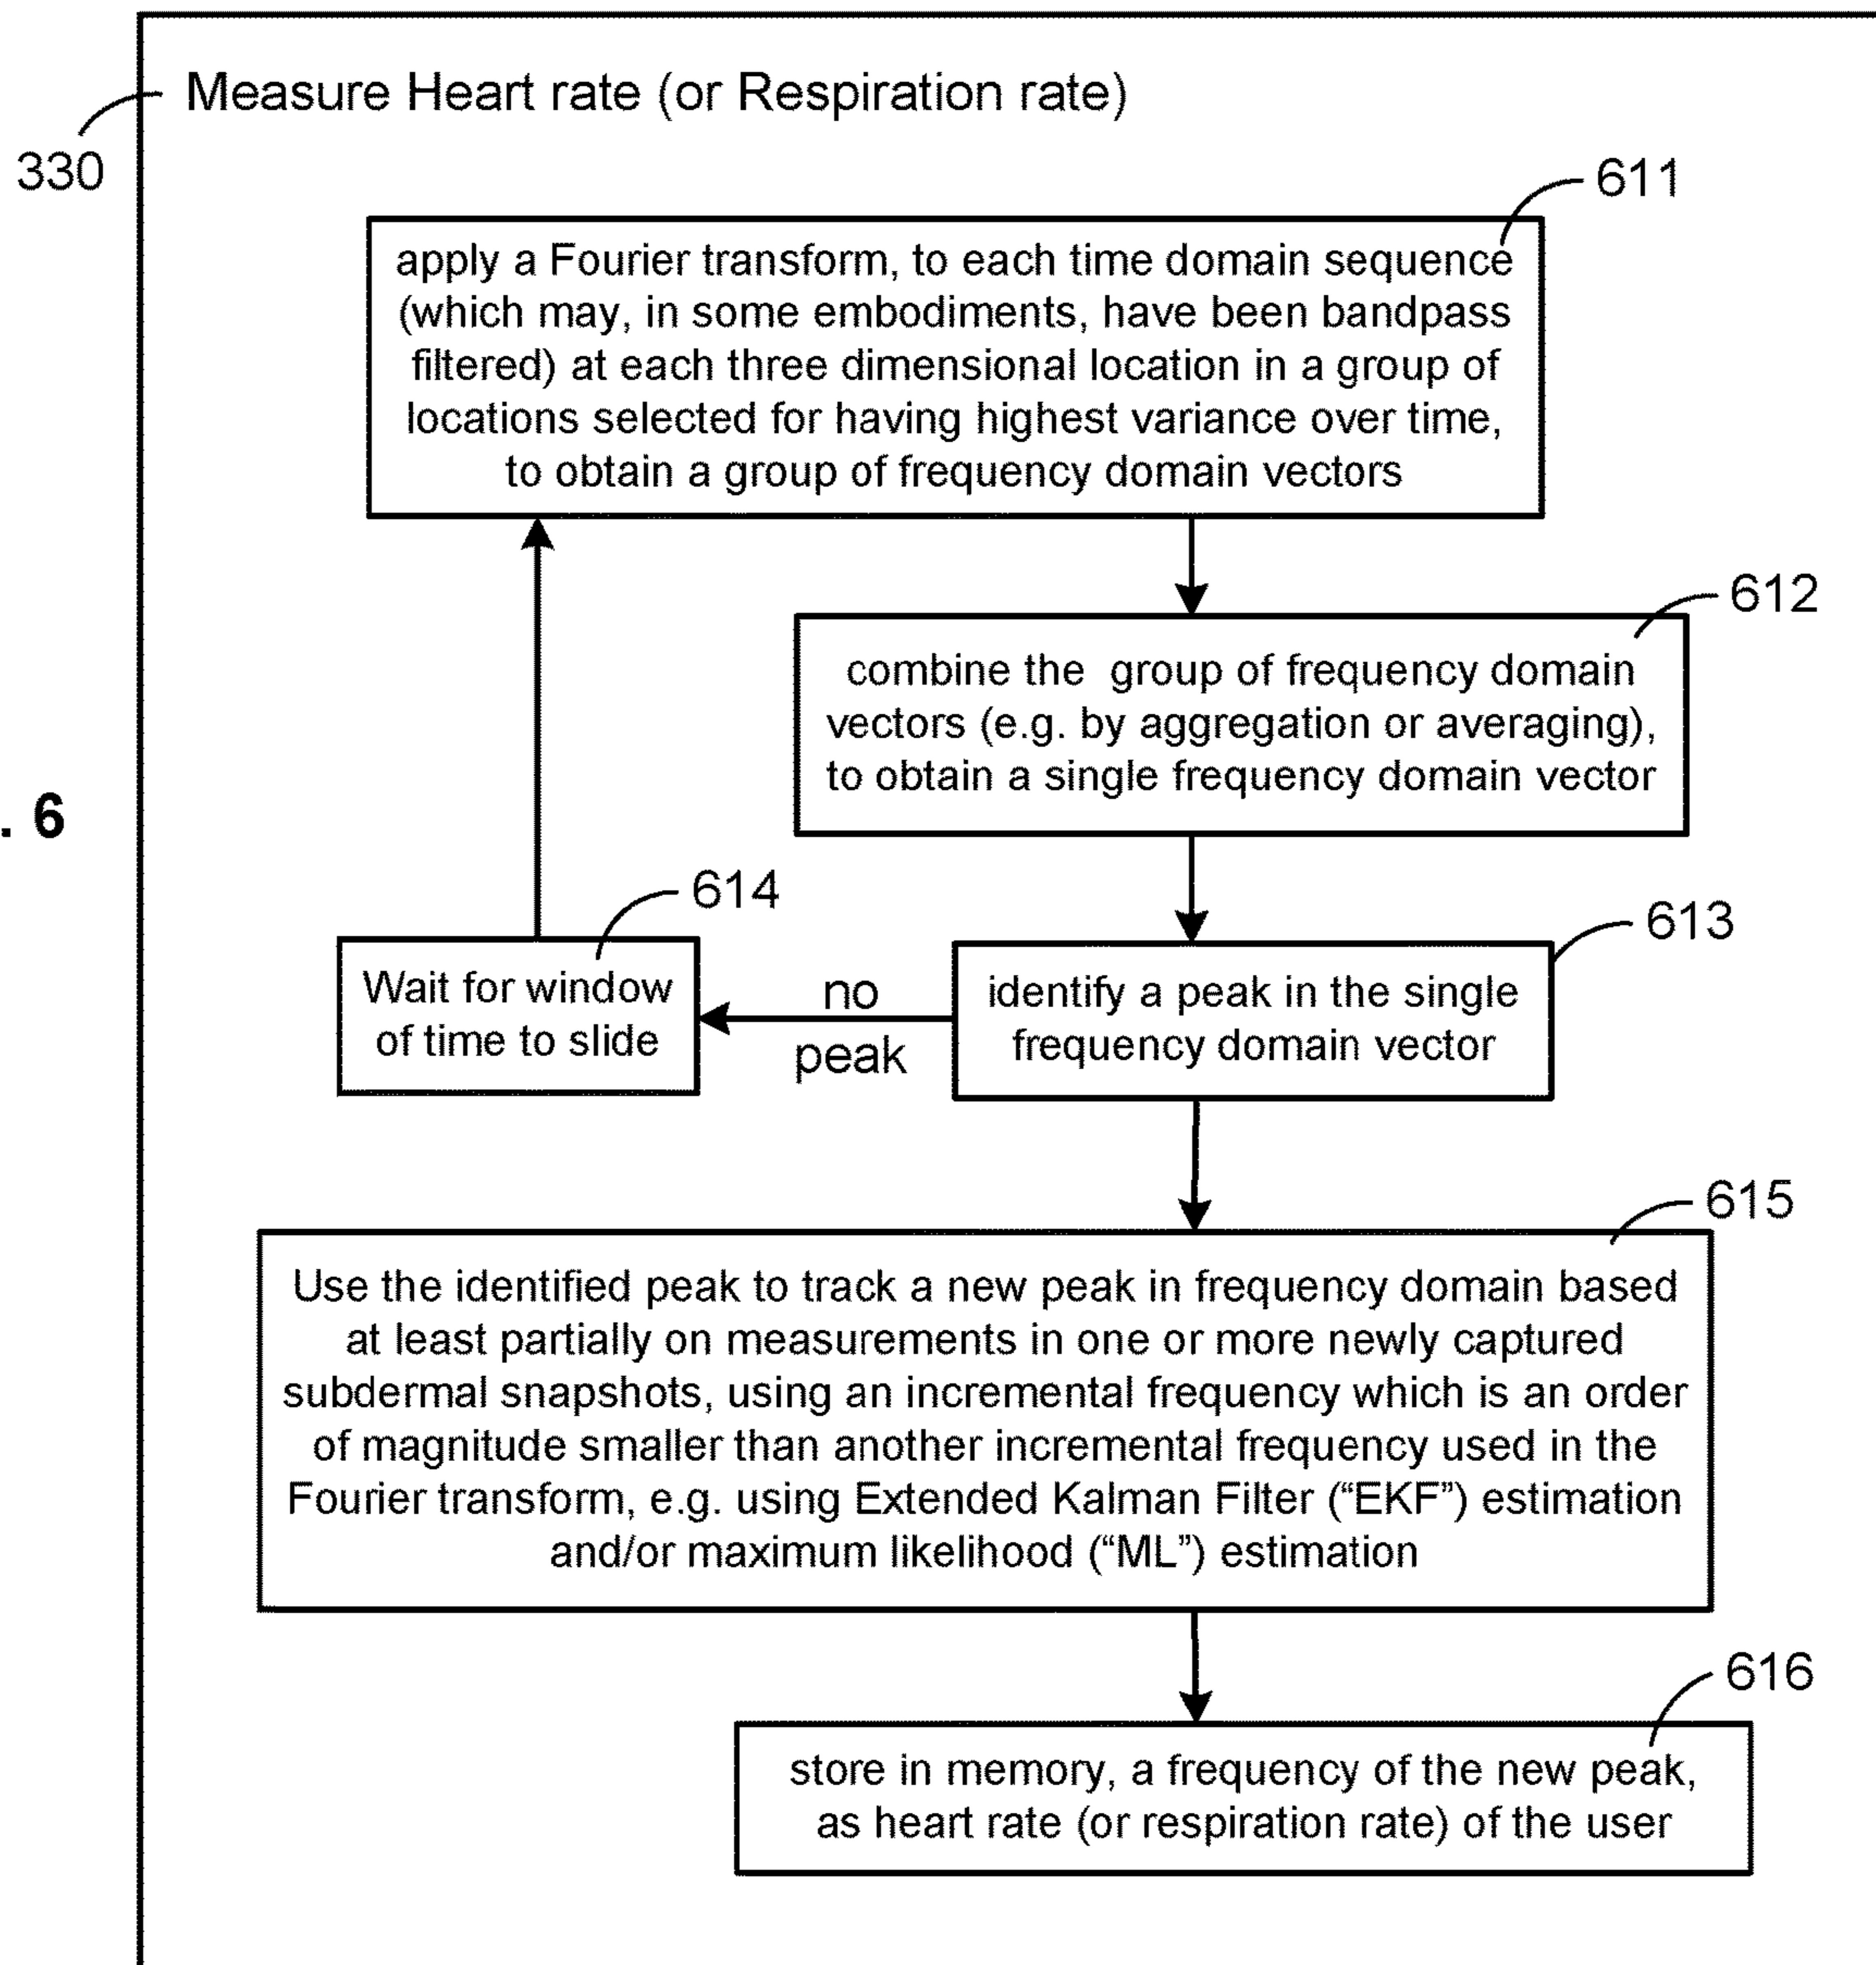 Measure Heart rate (or Respiration rate)
330
611
apply a Fourier transform, to each time domain sequence
(which may, in some embodiments, have been bandpass
filtered) at each three dimensional location in a group of
locations selected for having highest variance over time,
to obtain a group of frequency domain vectors
612
combine the group of frequency domain
vectors (e.g. by aggregation or averaging),
to obtain a single frequency domain vector
. 6
614
613
Wait for window
of time to slide
no
peak
identify a peak in the single
frequency domain vector
615
Use the identified peak to track a new peak in frequency domain based
at least partially on measurements in one or more newly captured
subdermal snapshots, using an incremental frequency which is an order
of magnitude smaller than another incremental frequency used in the
Fourier transform, e.g. using Extended Kalman Filter (“EKF”) estimation
and/or maximum likelihood (“ML”) estimation
616
store in memory, a frequency of the new peak,
as heart rate (or respiration rate) of the user